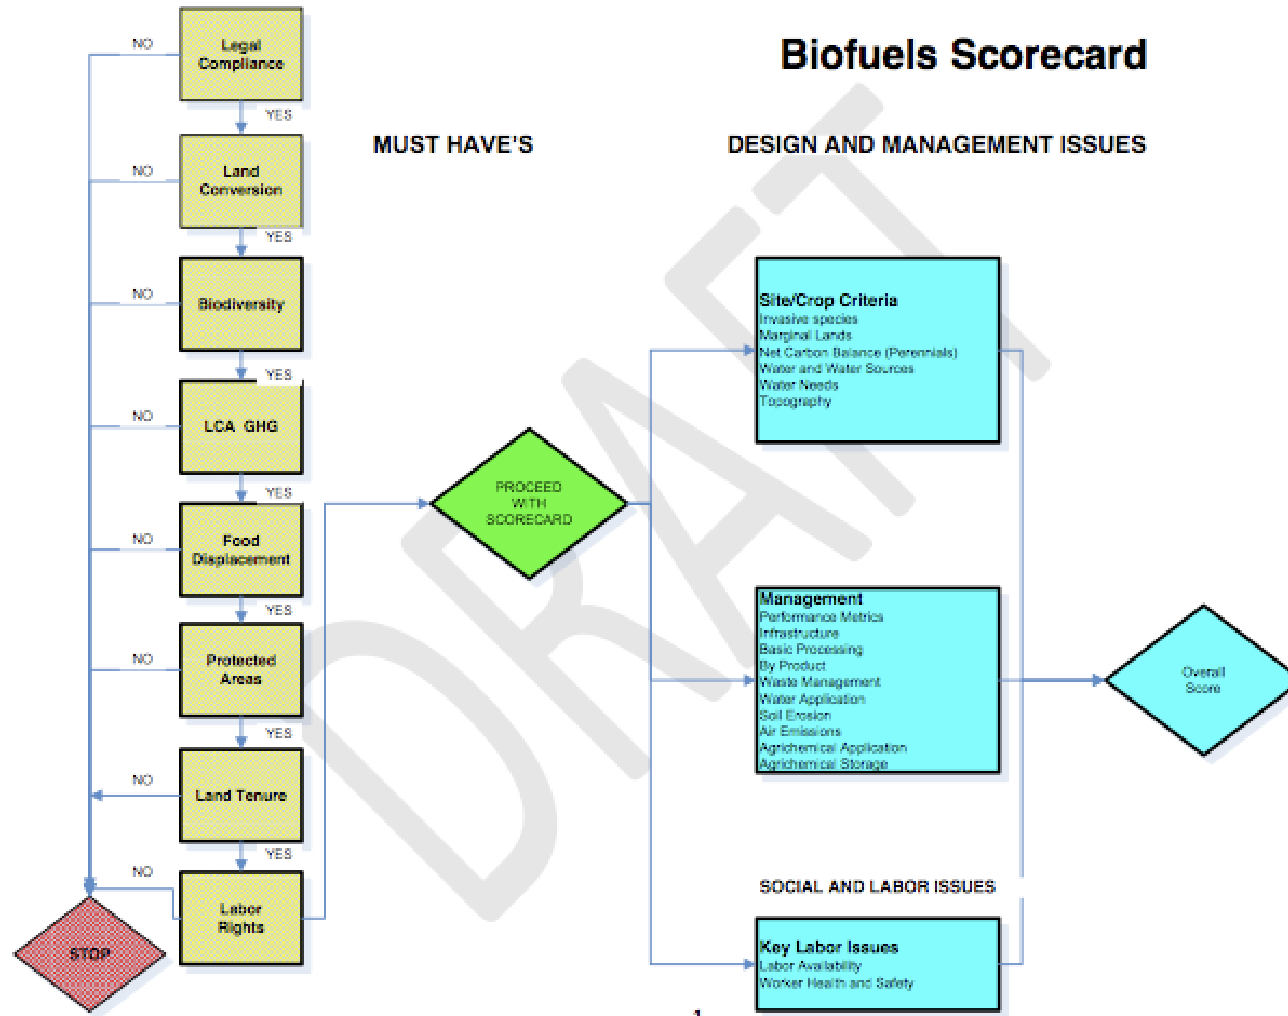 Biofuels Scorecard
MUST HAVE'S
DESIGN AND MANAGEMENT ISSUES
Legal
Compliance
NO
YES
Land
Conversion
NO
YES
Biodiversity
NO
YES
LCA GHG
NO
YES
Food
Displacement
NO
YES
Protected
Areas
NO
YES
Land Tenure
NO
YES
Labor
Rights
NO
STOP
PROCEED
WITH
SCORECARD
Site/Crop Criteria
Invasive species
Marginal Lands
Net Carbon Balance (Perennials)
Water and Water Sources
Water Needs
Topography
Management
Performance Metrics
Infrastructure
Basic Processing
By Product
Waste Management
Water Application
Soil Erosion
Air Emissions
Agrichemical Application
Agrichemical Storage
SOCIAL AND LABOR ISSUES
Key Labor Issues
Labor Availability
Worker Health and Safety
Overall
Score
DRAFT
1